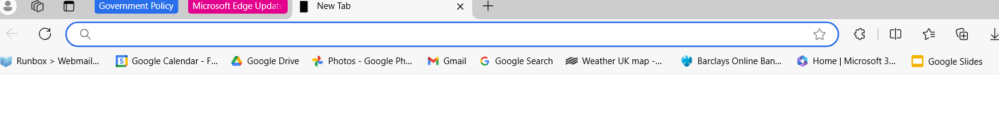 Government Policy Microsoft Edge Updat New Tab
Runbox > Webmail... 5 Google Calendar - F... Google Drive Photos - Google Ph... Gmail G Google Search Weather UK map -... Barclays Online Ban... Home | Microsoft 3... Google Slides